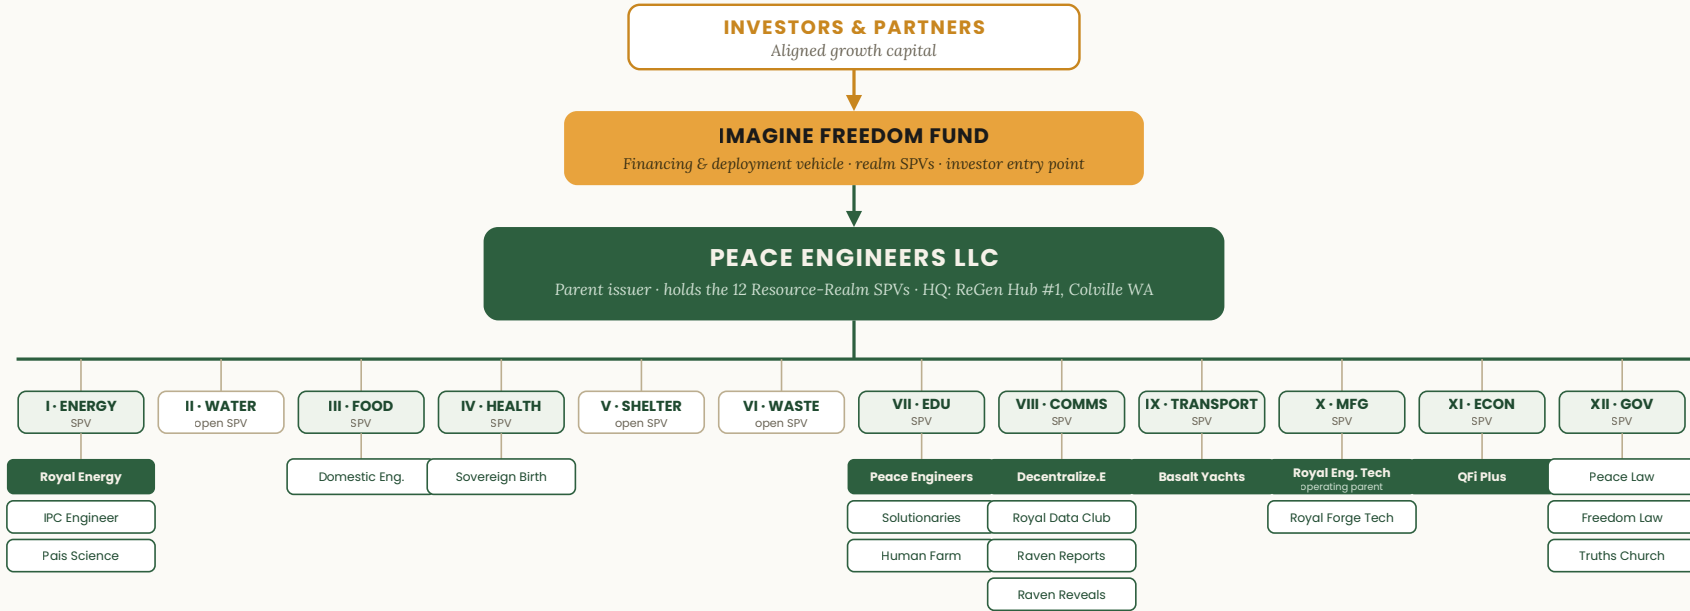 INVESTORS & PARTNERS
Aligned growth capital
IMAGINE FREEDOM FUND
Financing & deployment vehicle · realm SPVs · investor entry point
PEACE ENGINEERS LLC
Parent issuer · holds the 12 Resource-Realm SPVs · HQ: ReGen Hub #1, Colville WA
I · ENERGY
SPV
II · WATER
open SPV
III · FOOD
SPV
IV · HEALTH
SPV
V · SHELTER
open SPV
VI · WASTE
open SPV
VII · EDU
SPV
VIII · COMMS
SPV
IX · TRANSPORT
SPV
X · MFG
SPV
XI · ECON
SPV
XII · GOV
SPV
Royal Energy
IPC Engineer
Pais Science
Domestic Eng.
Sovereign Birth
Peace Engineers
Solutionaries
Human Farm
Decentralize.E
Royal Data Club
Raven Reports
Raven Reveals
Basalt Yachts
Royal Eng. Tech
operating parent
Royal Forge Tech
QFi Plus
Peace Law
Freedom Law
Truths Church